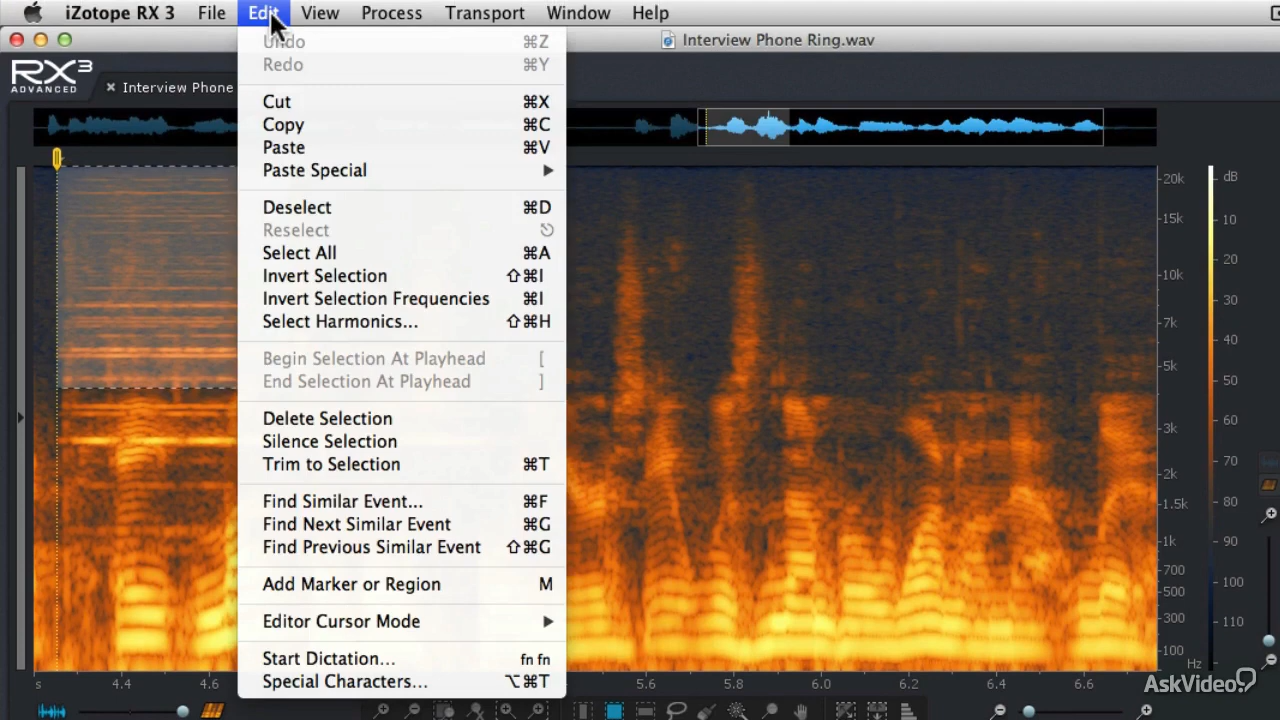 iZotope RX 3 File Edit View Process Transport Window Help
Interview Phone Ring.wav
RX3
ADVANCED
× Interview Phone
Undo ⌘Z
Redo ⌘Y
Cut ⌘X
Copy ⌘C
Paste ⌘V
Paste Special
Deselect ⌘D
Reselect
Select All ⌘A
Invert Selection ⇧⌘I
Invert Selection Frequencies ⌘I
Select Harmonics... ⇧⌘H
Begin Selection At Playhead [
End Selection At Playhead ]
Delete Selection
Silence Selection
Trim to Selection ⌘T
Find Similar Event... ⌘F
Find Next Similar Event ⌘G
Find Previous Similar Event ⇧⌘G
Add Marker or Region M
Editor Cursor Mode
Start Dictation... fn fn
Special Characters... ⌥⌘T
20k
15k
10k
7k
5k
3k
2k
1.5k
1k
700
500
300
100
Hz
dB
10
20
30
40
50
60
70
80
90
100
110
s 4.4 4.6 5.6 5.8 6.0 6.2 6.4 6.6
AskVideo